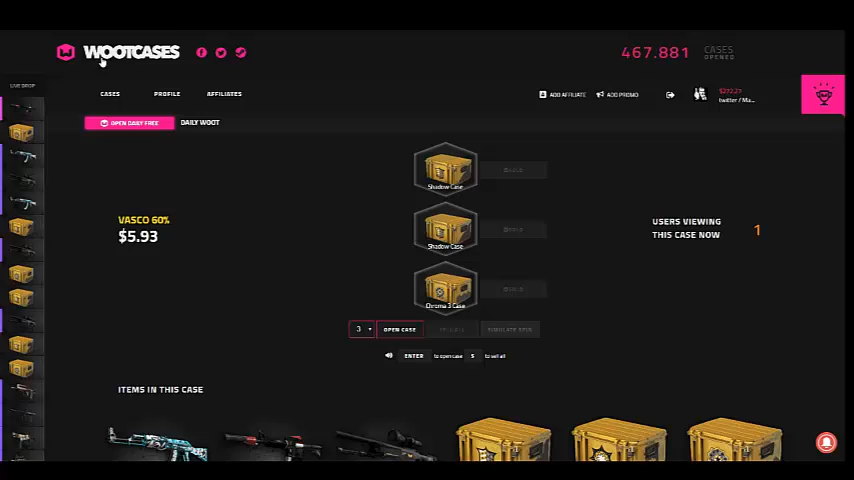 WOOTCASES
467.881
CASES
OPENED
LIVE DROP
CASES
PROFILE
AFFILIATES
ADD AFFILIATE
ADD PROMO
twitter / Ma...
OPEN DAILY FREE
DAILY WOOT
Shadow Case
VASCO 60%
$5.93
Shadow Case
USERS VIEWING
THIS CASE NOW
1
Chroma 3 Case
3
OPEN CASE
SIMULATE SPIN
ENTER
to open case
S
to sell all
ITEMS IN THIS CASE